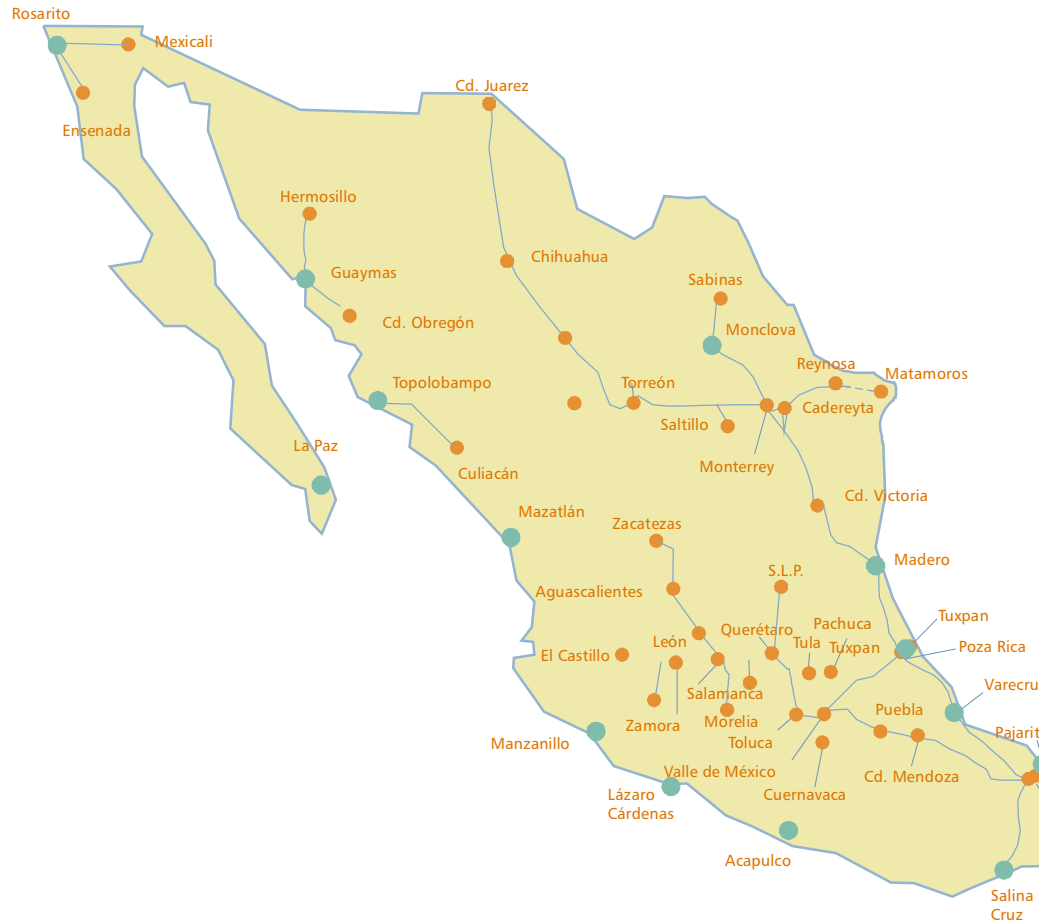 Rosarito
Mexicali
Cd. Juarez
Ensenada
Hermosillo
Chihuahua
Guaymas
Sabinas
Cd. Obregón
Monclova
Reynosa
Matamoros
Topolobampo
Torreón
Cadereyta
Saltillo
La Paz
Culiacán
Monterrey
Cd. Victoria
Mazatlán
Zacatezas
Madero
S.L.P.
Aguascalientes
Tuxpan
Pachuca
Querétaro
León
Tula
Tuxpan
Poza Rica
El Castillo
Varecru
Salamanca
Puebla
Zamora
Morelia
Pajarit
Toluca
Manzanillo
Valle de México
Cd. Mendoza
Cuernavaca
Lázaro
Cárdenas
Acapulco
Salina
Cruz